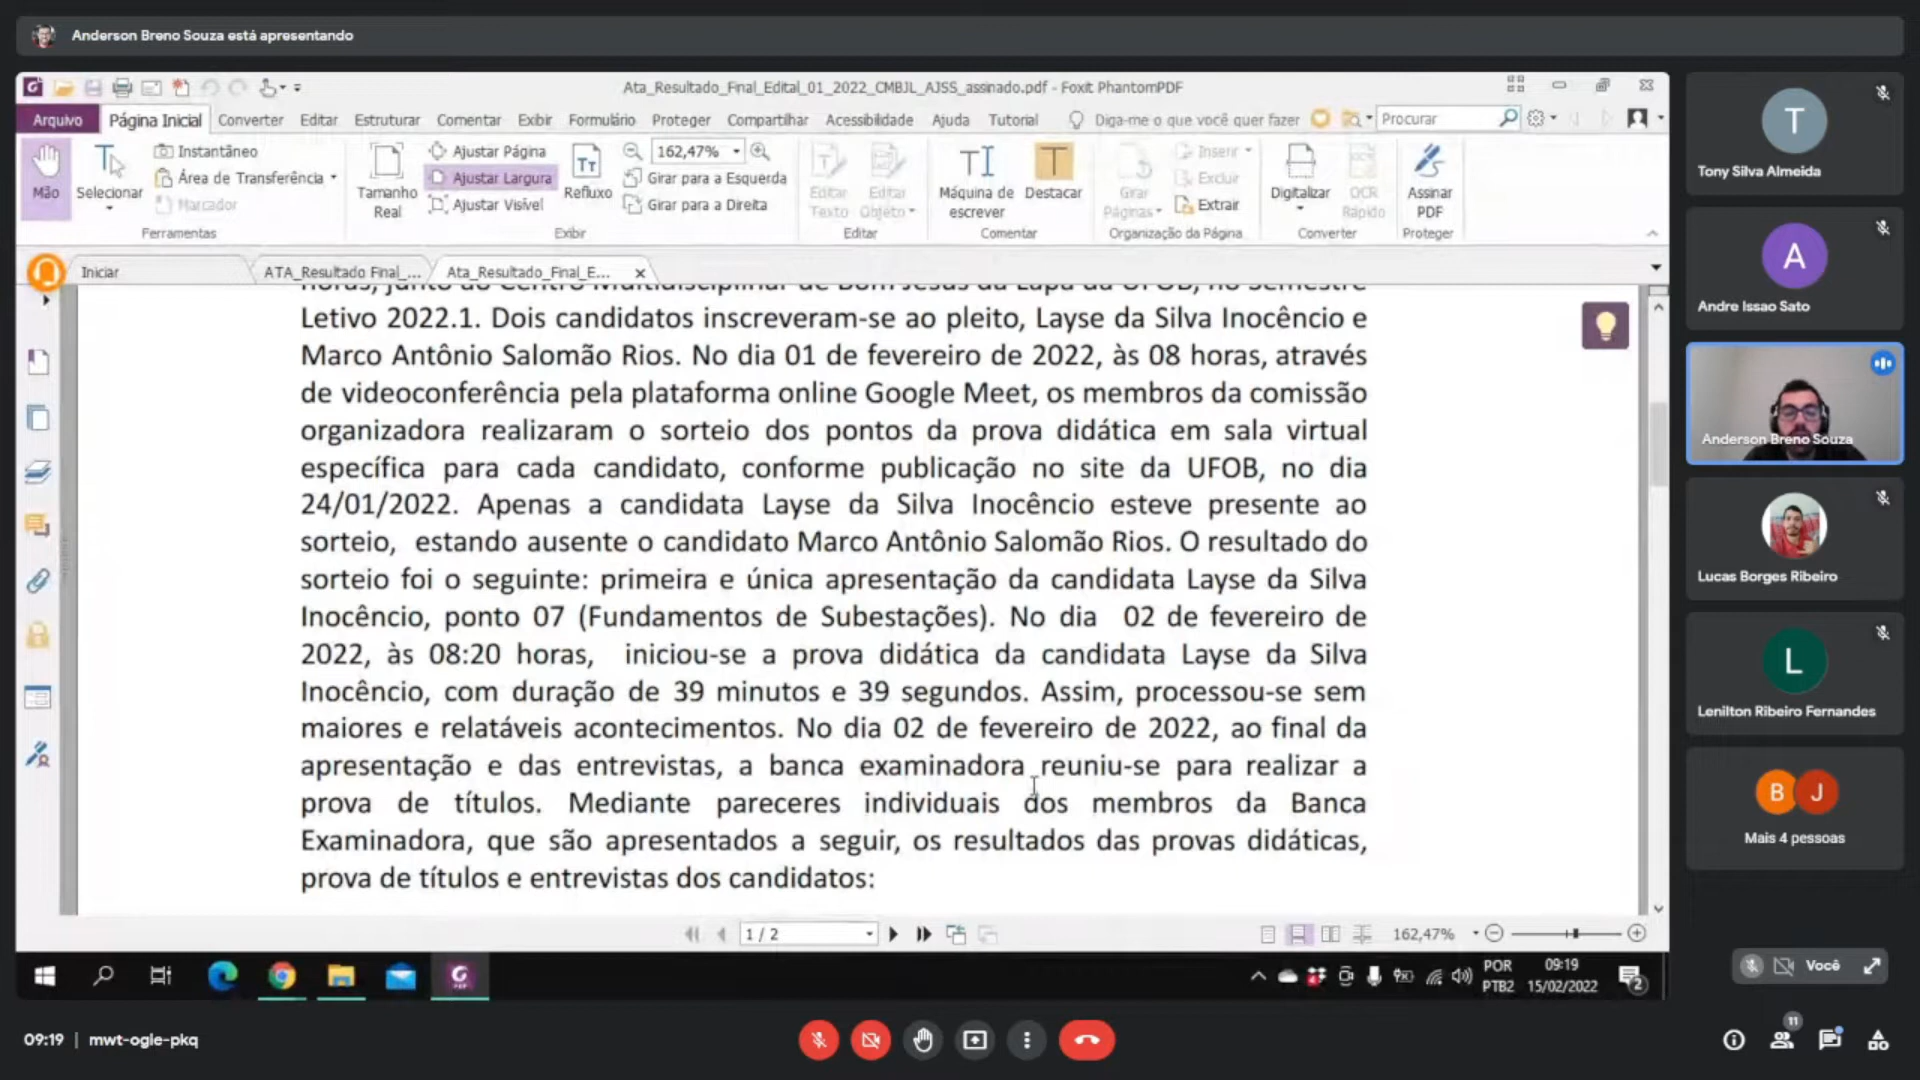 Anderson Breno Souza está apresentando
Ata_Resultado_Final_Edital_01_2022_CMBJL_AJSS_assinado.pdf - Foxit PhantomPDF
Arquivo Página Inicial Converter Editar Estruturar Comentar Exibir Formulário Proteger Compartilhar Acessibilidade Ajuda Tutorial Diga-me o que você quer fazer Procurar
Mão
Selecionar
Instantâneo
Área de Transferência
Marcador
Ferramentas
Tamanho
Real
Ajustar Página
Ajustar Largura
Ajustar Visível
Refluxo
162,47%
Girar para a Esquerda
Girar para a Direita
Exibir
Editar
Texto
Editar
Objeto
Editar
Máquina de
escrever
Destacar
Comentar
Girar
Páginas
Inserir
Excluir
Extrair
Organização da Página
Digitalizar
OCR
Rápido
Converter
Assinar
PDF
Proteger
Iniciar ATA_Resultado Final_... Ata_Resultado_Final_E...
horas, junto ao Centro Multidisciplinar de Bom Jesus da Lapa da UFOB, no Semestre
Letivo 2022.1. Dois candidatos inscreveram-se ao pleito, Layse da Silva Inocêncio e
Marco Antônio Salomão Rios. No dia 01 de fevereiro de 2022, às 08 horas, através
de videoconferência pela plataforma online Google Meet, os membros da comissão
organizadora realizaram o sorteio dos pontos da prova didática em sala virtual
específica para cada candidato, conforme publicação no site da UFOB, no dia
24/01/2022. Apenas a candidata Layse da Silva Inocêncio esteve presente ao
sorteio, estando ausente o candidato Marco Antônio Salomão Rios. O resultado do
sorteio foi o seguinte: primeira e única apresentação da candidata Layse da Silva
Inocêncio, ponto 07 (Fundamentos de Subestações). No dia 02 de fevereiro de
2022, às 08:20 horas, iniciou-se a prova didática da candidata Layse da Silva
Inocêncio, com duração de 39 minutos e 39 segundos. Assim, processou-se sem
maiores e relatáveis acontecimentos. No dia 02 de fevereiro de 2022, ao final da
apresentação e das entrevistas, a banca examinadora reuniu-se para realizar a
prova de títulos. Mediante pareceres individuais dos membros da Banca
Examinadora, que são apresentados a seguir, os resultados das provas didáticas,
prova de títulos e entrevistas dos candidatos:
1 / 2
162,47%
POR
PTB2
09:19
15/02/2022
2
T
Tony Silva Almeida
A
Andre Issao Sato
Anderson Breno Souza
Lucas Borges Ribeiro
L
Lenilton Ribeiro Fernandes
B J
Mais 4 pessoas
Você
09:19 | mwt-ogle-pkq
11